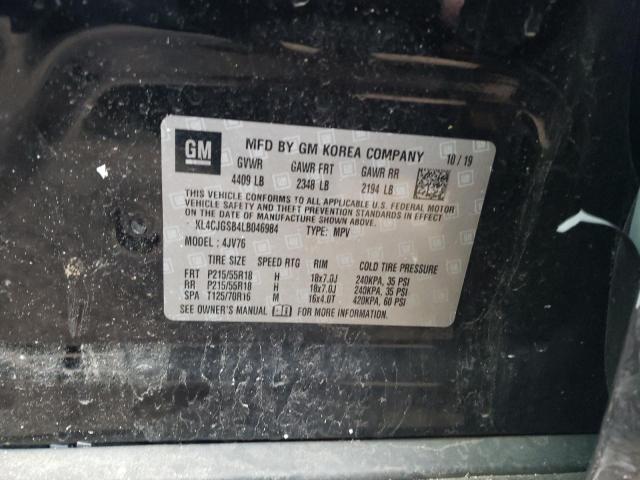 GM
MFD BY GM KOREA COMPANY 10/19
GVWR GAWR FRT GAWR RR
4409 LB 2348 LB 2194 LB
THIS VEHICLE CONFORMS TO ALL APPLICABLE U.S. FEDERAL MOTOR
VEHICLE SAFETY AND THEFT PREVENTION STANDARDS IN EFFECT
ON THE DATE OF MANUFACTURE SHOWN ABOVE.
KL4CJGSB4LB046984 TYPE: MPV
MODEL: 4JV76
TIRE SIZE SPEED RTG RIM COLD TIRE PRESSURE
FRT P215/55R18 H 18x7.0J 240KPA, 35 PSI
RR P215/55R18 H 18x7.0J 240KPA, 35 PSI
SPA T125/70R16 M 16x4.0T 420KPA, 60 PSI
SEE OWNER'S MANUAL FOR MORE INFORMATION.